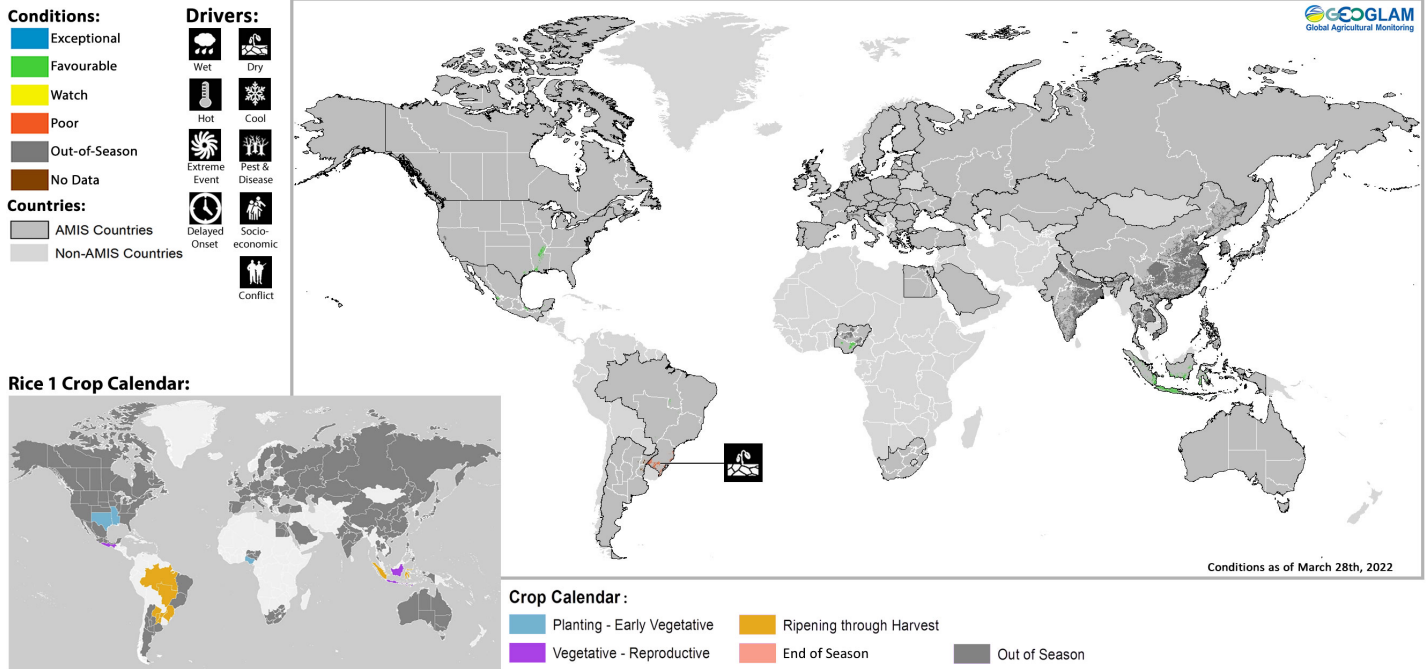 Conditions:
Exceptional
Favourable
Watch
Poor
Out-of-Season
No Data
Countries:
AMIS Countries
Non-AMIS Countries
Drivers:
Wet
Dry
Hot
Cool
Extreme
Event
Pest &
Disease
Delayed
Onset
Socio-
economic
Conflict
GEOGLAM
Global Agricultural Monitoring
Conditions as of March 28th, 2022
Rice 1 Crop Calendar:
Crop Calendar :
Planting - Early Vegetative
Ripening through Harvest
Vegetative - Reproductive
End of Season
Out of Season